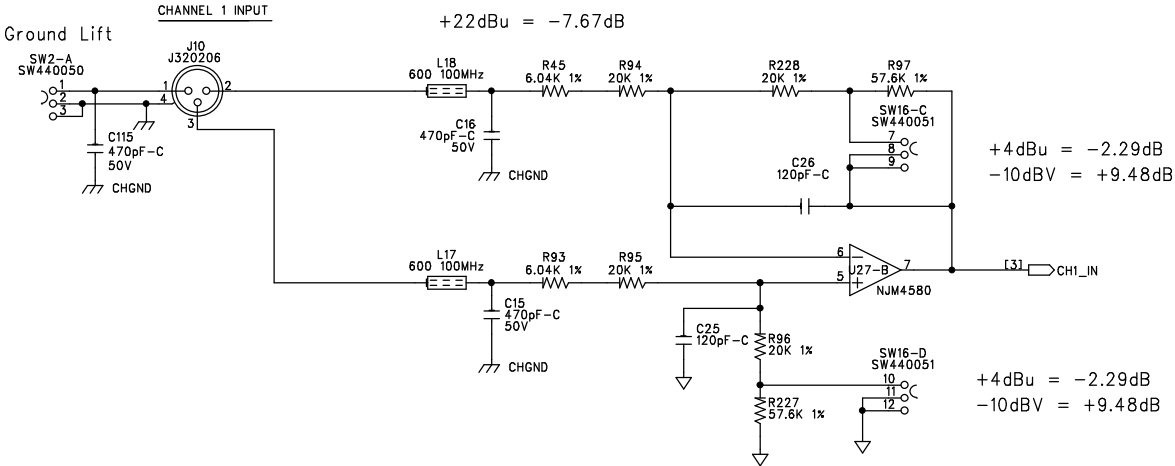 CHANNEL 1 INPUT
+22dBu = -7.67dB
Ground Lift
SW2-A
SW440050
1
2
3
J10
J320206
1
4
2
3
C115
470pF-C
50V
CHGND
L18
600 100MHz
C16
470pF-C
50V
CHGND
R45
6.04K 1%
R94
20K 1%
R228
20K 1%
R97
57.6K 1%
SW16-C
SW440051
7
8
9
C26
120pF-C
+4dBu = -2.29dB
-10dBV = +9.48dB
L17
600 100MHz
C15
470pF-C
50V
CHGND
R93
6.04K 1%
R95
20K 1%
6
5
7
U27-B
NJM4580
[3]
CH1_IN
C25
120pF-C
R96
20K 1%
R227
57.6K 1%
SW16-D
SW440051
10
11
12
+4dBu = -2.29dB
-10dBV = +9.48dB